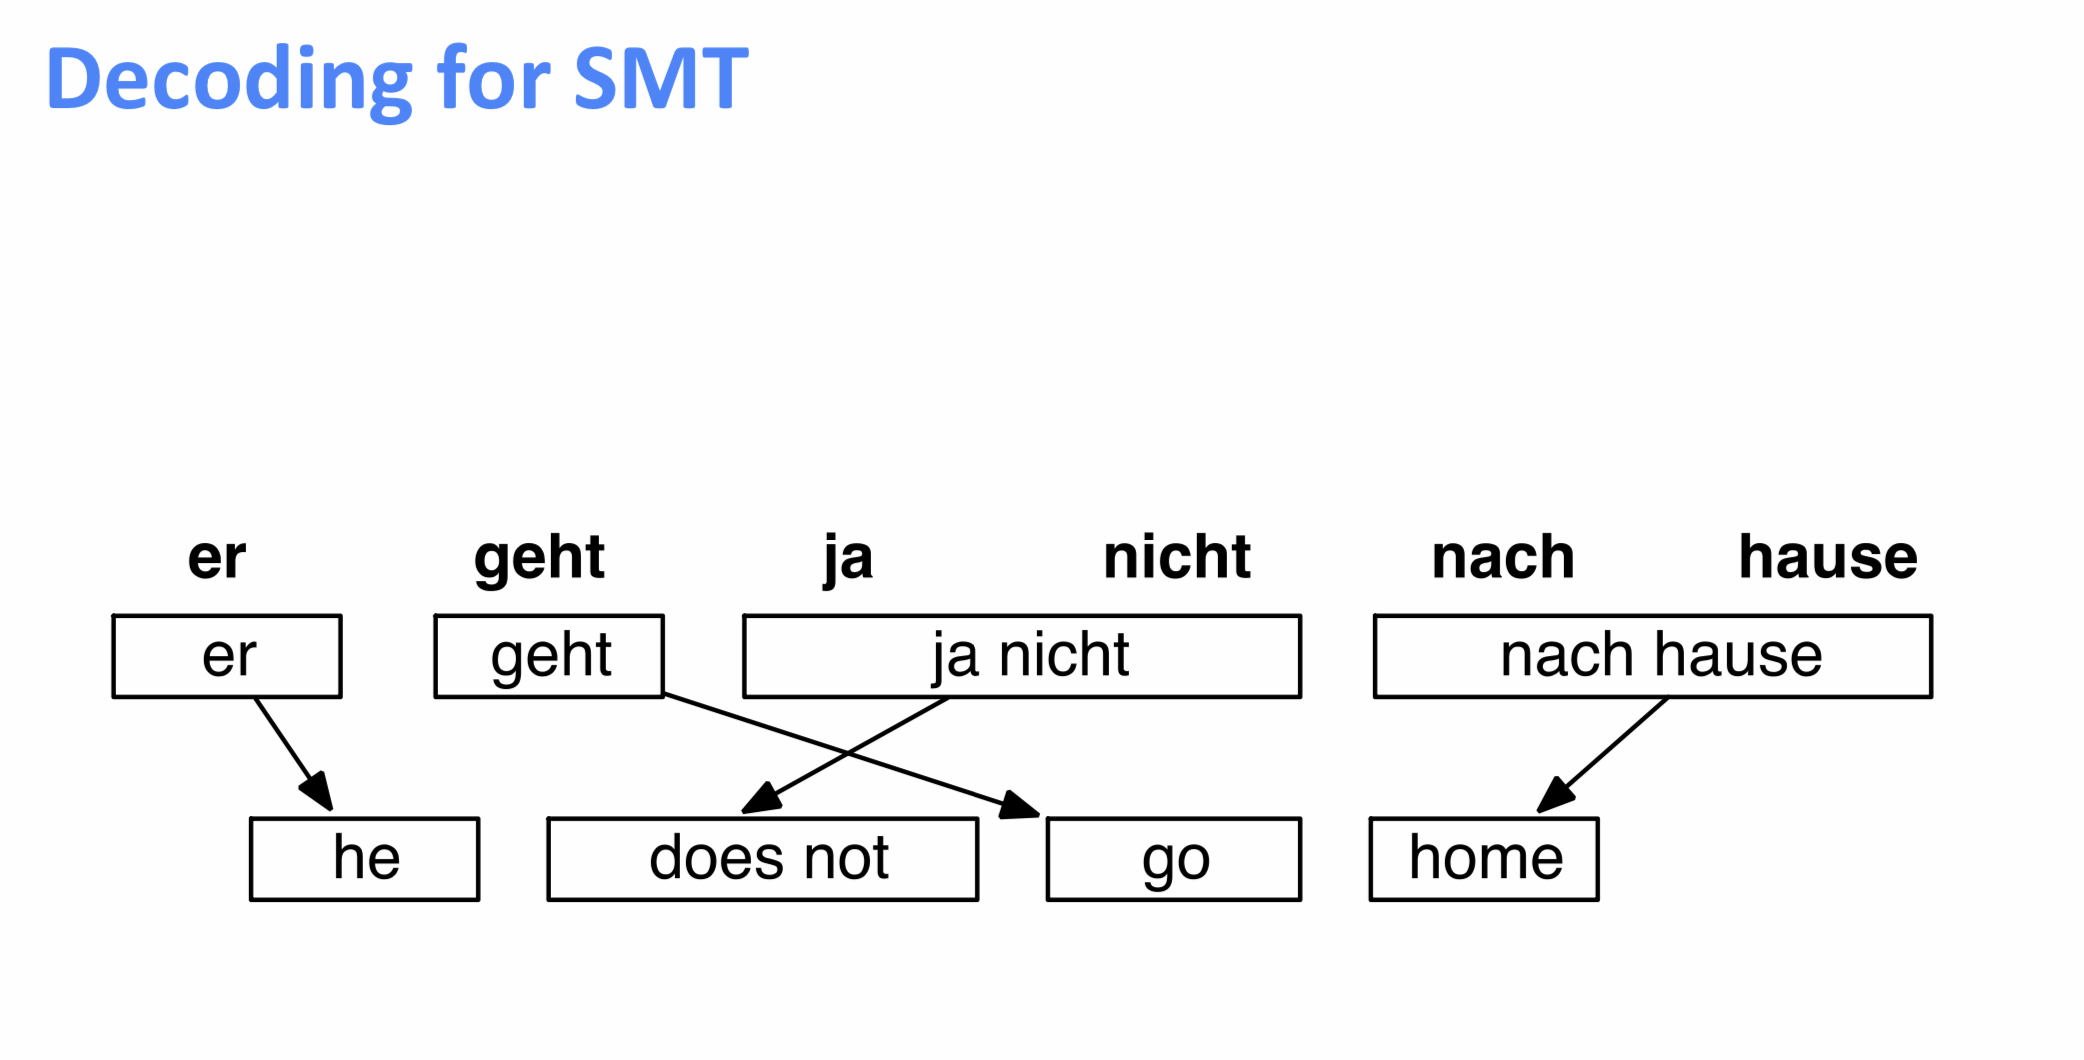 Decoding for SMT
er geht ja nicht nach hause
er geht ja nicht nach hause
he does not go home